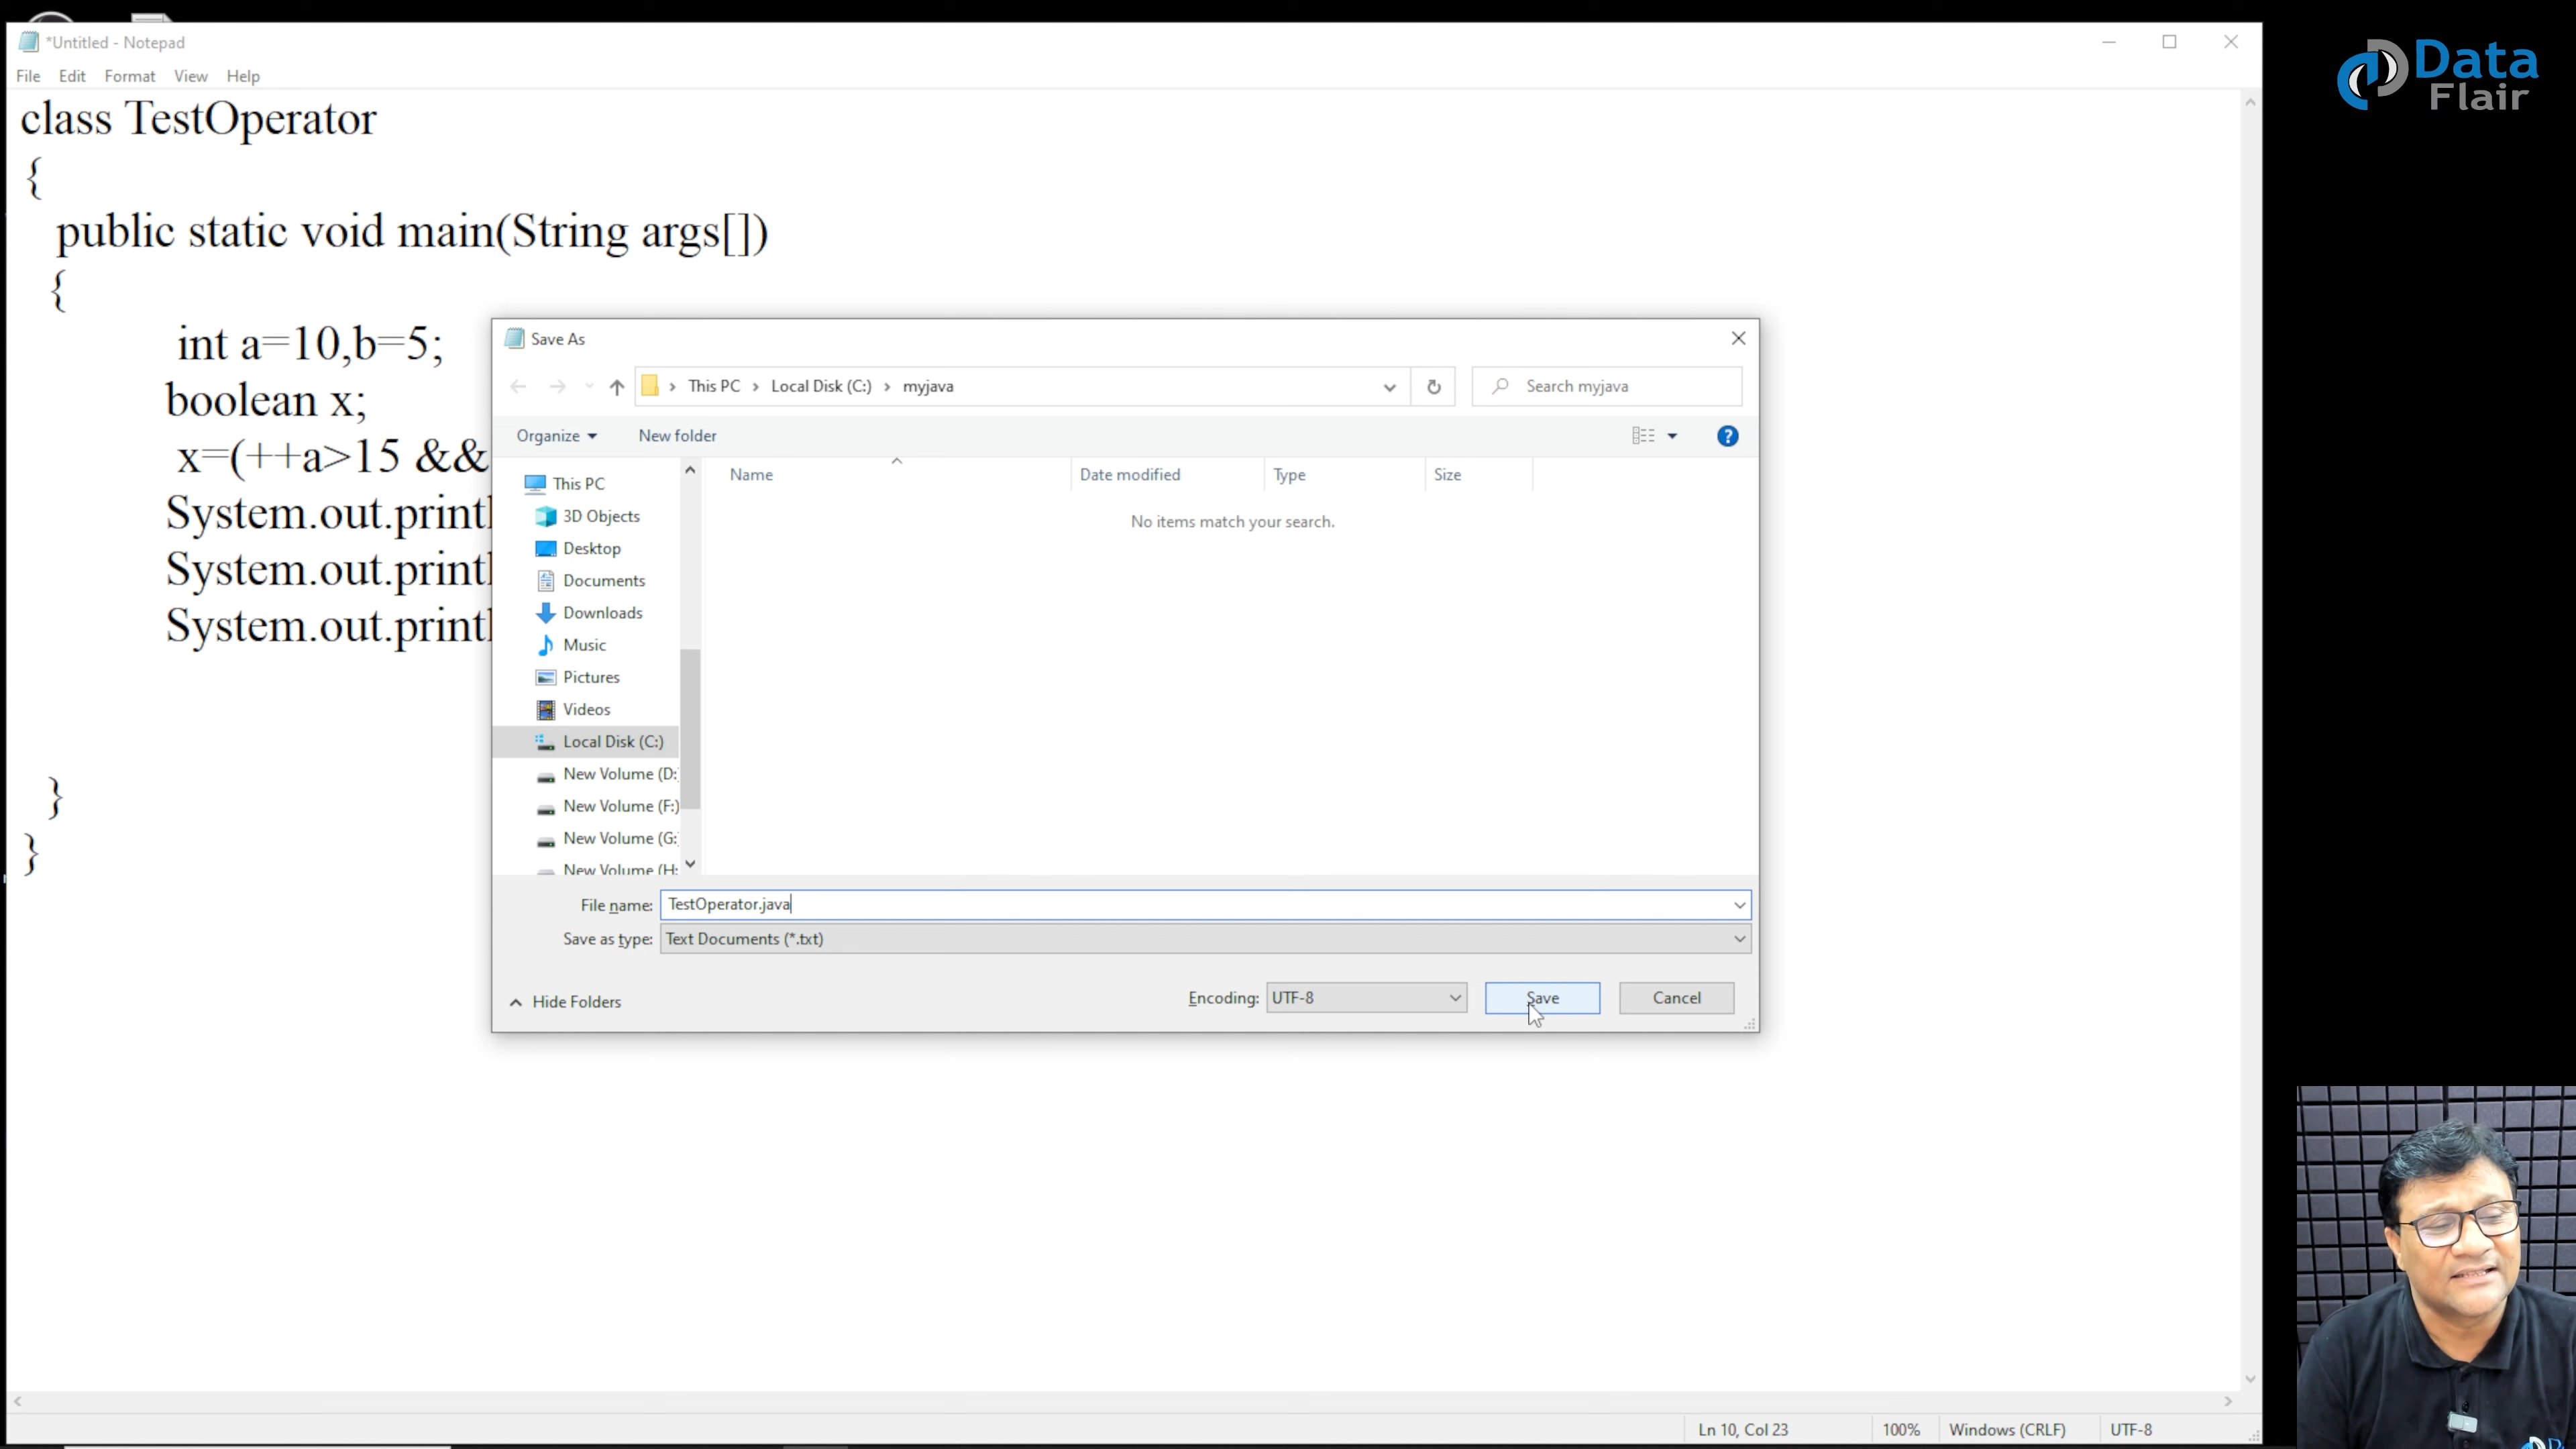 *Untitled - Notepad
File Edit Format View Help
Data
Flair
class TestOperator
{
public static void main(String args[])
{
int a=10,b=5;
boolean x;
x=(++a>15 &&
System.out.printl
System.out.printl
System.out.printl
}
}
Save As
This PC > Local Disk (C:) > myjava
Search myjava
Organize New folder
?
Name Date modified Type Size
No items match your search.
This PC
3D Objects
Desktop
Documents
Downloads
Music
Pictures
Videos
Local Disk (C:)
New Volume (D:
New Volume (F:)
New Volume (G:
New Volume (H:
File name: TestOperator.java
Save as type: Text Documents (*.txt)
Hide Folders
Encoding: UTF-8 Save Cancel
Ln 10, Col 23 100% Windows (CRLF) UTF-8